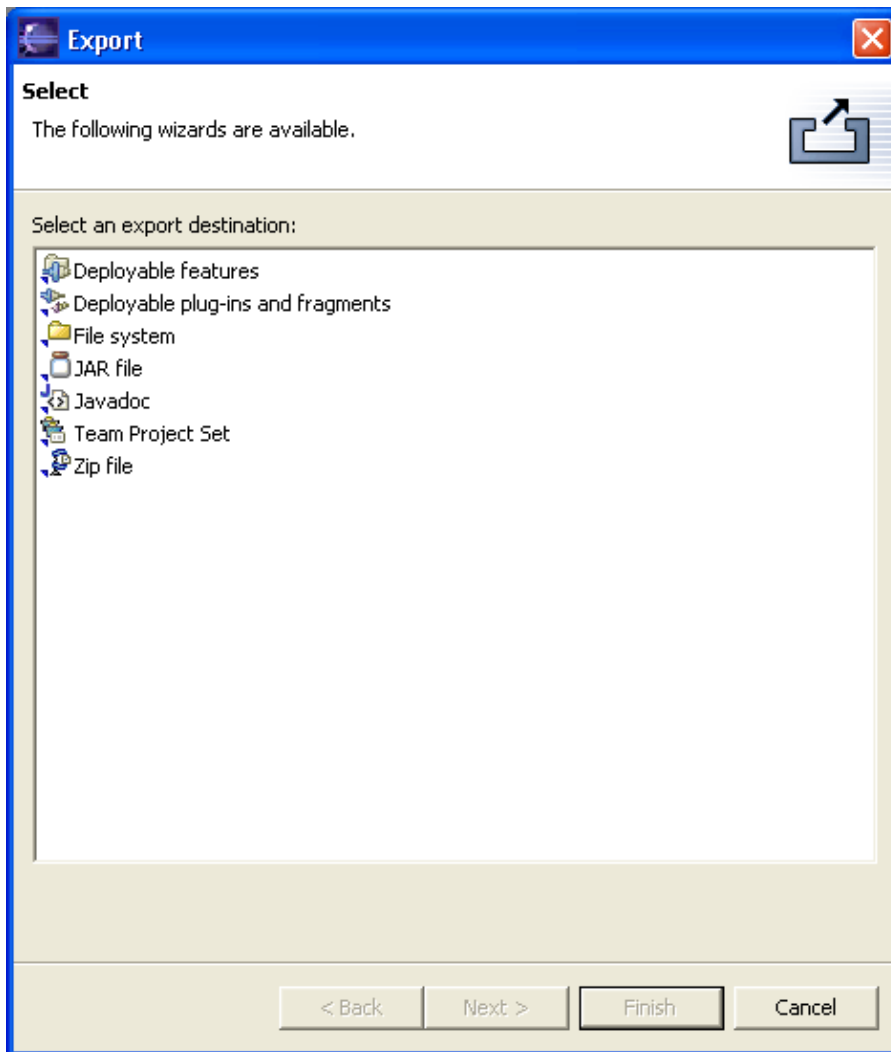 Export
Select
The following wizards are available.
Select an export destination:
Deployable features
Deployable plug-ins and fragments
File system
JAR file
Javadoc
Team Project Set
Zip file
< Back Next > Finish Cancel